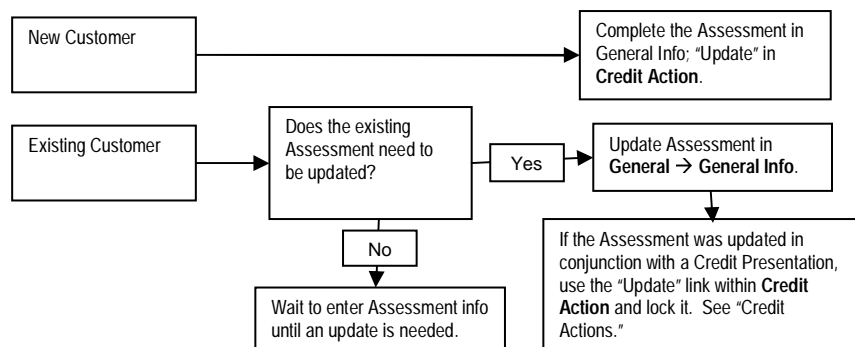 New Customer
Complete the Assessment in
General Info; “Update” in
Credit Action.
Existing Customer
Does the existing
Assessment need to
be updated?
Yes
Update Assessment in
General → General Info.
No
Wait to enter Assessment info
until an update is needed.
If the Assessment was updated in
conjunction with a Credit Presentation,
use the “Update” link within Credit
Action and lock it.  See “Credit
Actions.”